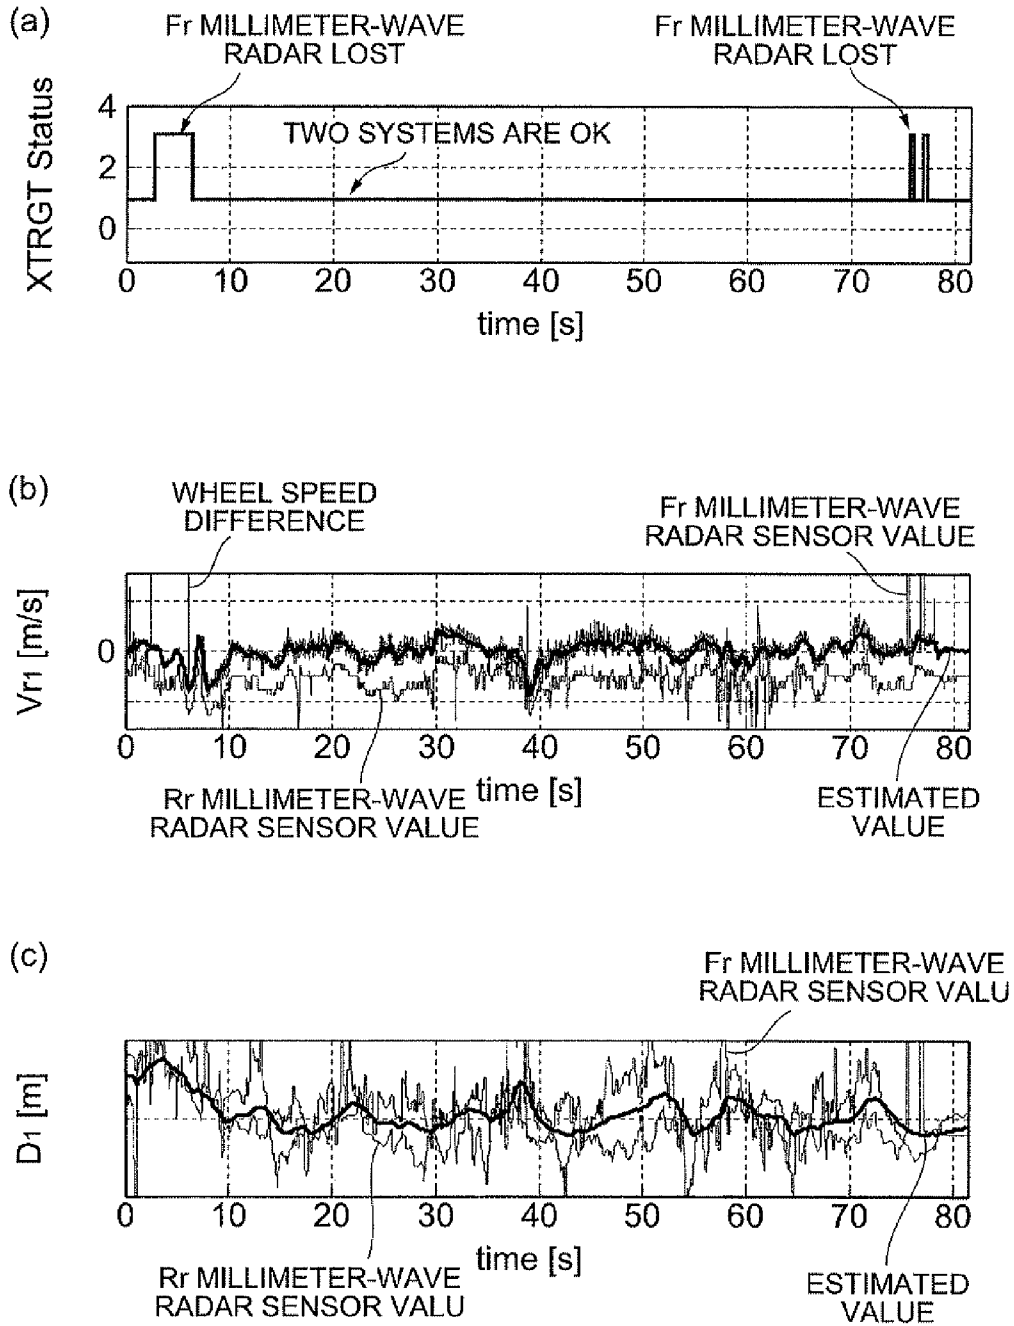 (a)
Fr MILLIMETER-WAVE
RADAR LOST
Fr MILLIMETER-WAVE
RADAR LOST
XTRGT Status
4
2
0
TWO SYSTEMS ARE OK
0 10 20 30 40 50 60 70 80
time [s]
(b)
WHEEL SPEED
DIFFERENCE
Fr MILLIMETER-WAVE
RADAR SENSOR VALUE
Vr1 [m/s]
0
0 10 20 30 40 50 60 70 80
time [s]
Rr MILLIMETER-WAVE
RADAR SENSOR VALUE
ESTIMATED
VALUE
(c)
Fr MILLIMETER-WAVE
RADAR SENSOR VALU
D1 [m]
0 10 20 30 40 50 60 70 80
time [s]
Rr MILLIMETER-WAVE
RADAR SENSOR VALU
ESTIMATED
VALUE